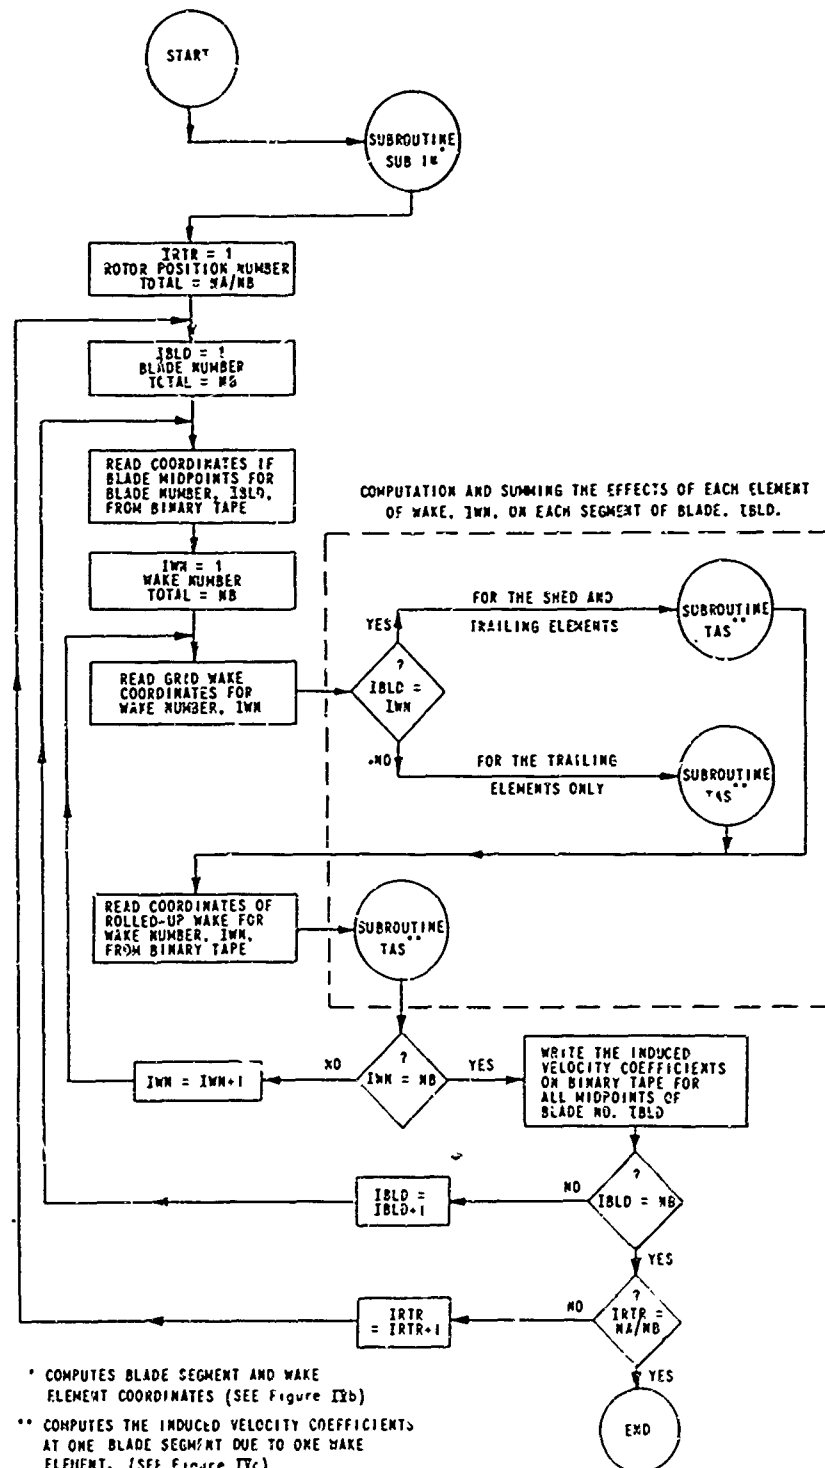 START
SUBROUTINE
SUB IN*
IRTR = 1
ROTOR POSITION NUMBER
TOTAL = NA/NB
IBLD = 1
BLADE NUMBER
TOTAL = NB
READ COORDINATES OF
BLADE MIDPOINTS FOR
BLADE NUMBER, IBLD,
FROM BINARY TAPE
COMPUTATION AND SUMMING THE EFFECTS OF EACH ELEMENT
OF WAKE, IWN, ON EACH SEGMENT OF BLADE, IBLD.
IWN = 1
WAKE NUMBER
TOTAL = NB
FOR THE SHED AND
TRAILING ELEMENTS
YES
SUBROUTINE
TAS**
READ GRID WAKE
COORDINATES FOR
WAKE NUMBER, IWN
?
IBLD =
IWN
NO
FOR THE TRAILING
ELEMENTS ONLY
SUBROUTINE
TAS**
READ COORDINATES OF
ROLLED-UP WAKE FOR
WAKE NUMBER, IWN,
FROM BINARY TAPE
SUBROUTINE
TAS**
IWN = IWN+1
NO
?
IWN = NB
YES
WRITE THE INDUCED
VELOCITY COEFFICIENTS
ON BINARY TAPE FOR
ALL MIDPOINTS OF
BLADE NO. IBLD
IBLD =
IBLD+1
NO
?
IBLD = NB
YES
IRTR
= IRTR+1
NO
?
IRTR =
NA/NB
YES
END
* COMPUTES BLADE SEGMENT AND WAKE
ELEMENT COORDINATES (SEE Figure IVb)
** COMPUTES THE INDUCED VELOCITY COEFFICIENTS
AT ONE BLADE SEGMENT DUE TO ONE WAKE
ELEMENT. (SEE Figure IVc)